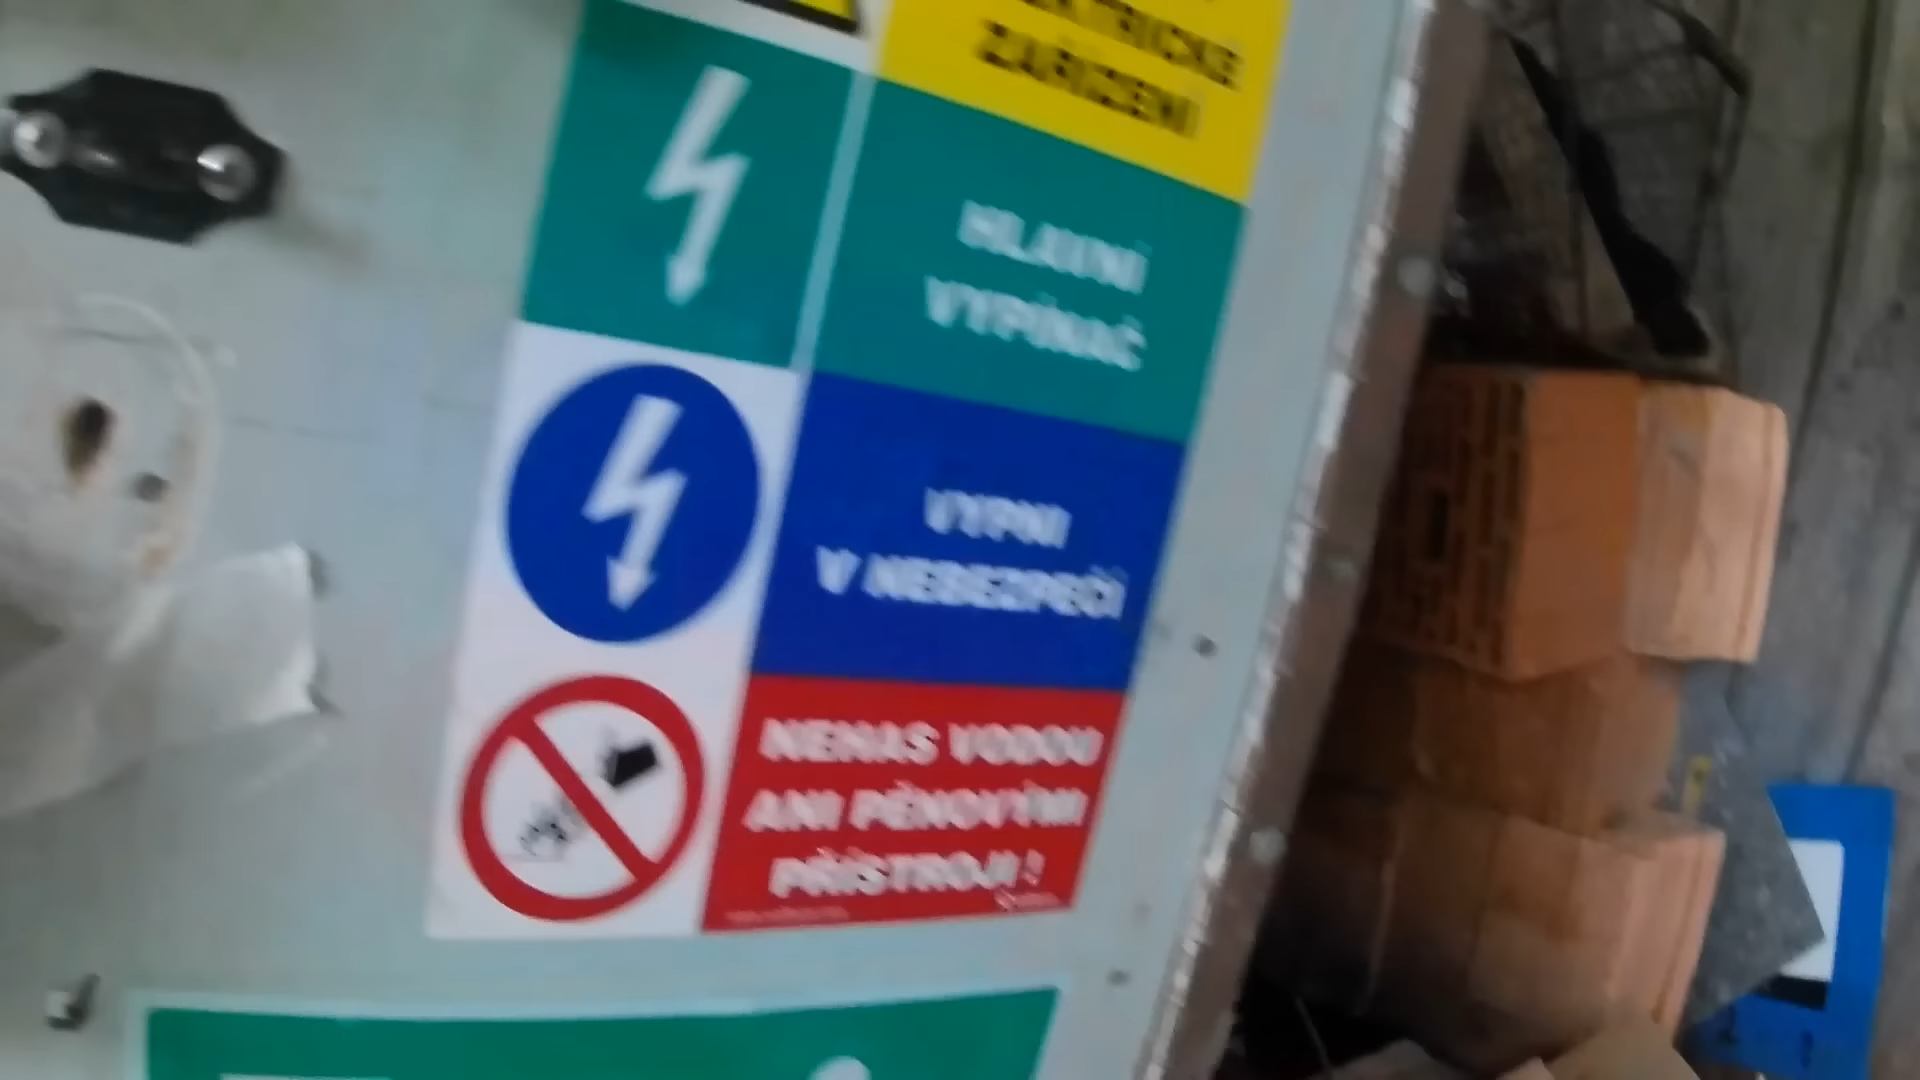 ZAŘÍZENÍ
HLAVNÍ
VYPÍNAČ
VYPNI
V NEBEZPEČÍ
NEHAS VODOU
ANI PĚNOVÝMI
PŘÍSTROJI!